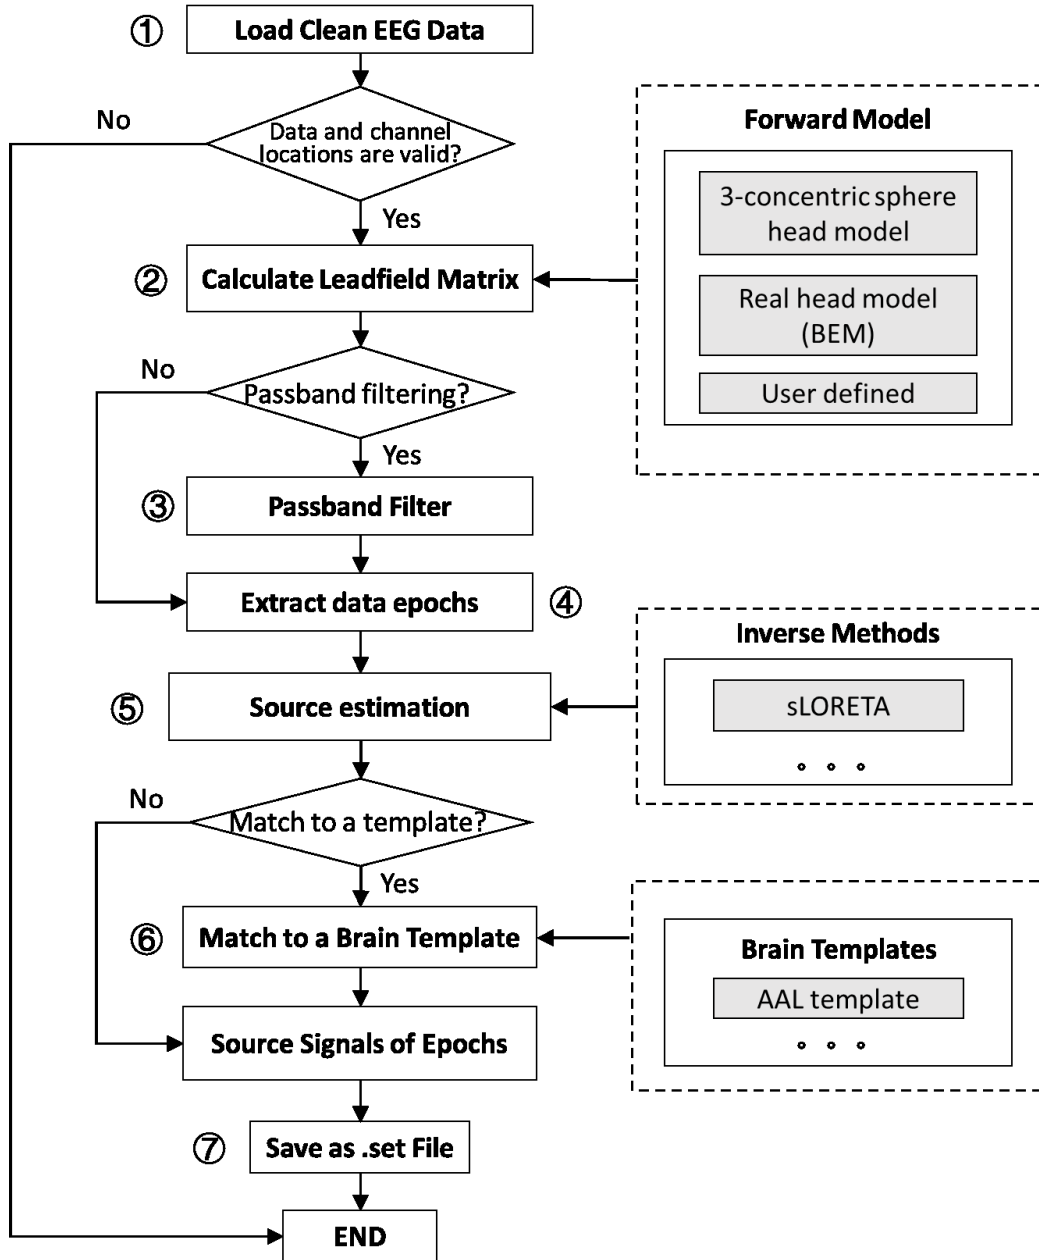 ① Load Clean EEG Data
No
Data and channel
locations are valid?
Yes
② Calculate Leadfield Matrix
No
Passband filtering?
Yes
③ Passband Filter
Extract data epochs ④
⑤ Source estimation
No
Match to a template?
Yes
⑥ Match to a Brain Template
Source Signals of Epochs
⑦ Save as .set File
END
Forward Model
3-concentric sphere
head model
Real head model
(BEM)
User defined
Inverse Methods
sLORETA
∘ ∘ ∘
Brain Templates
AAL template
∘ ∘ ∘